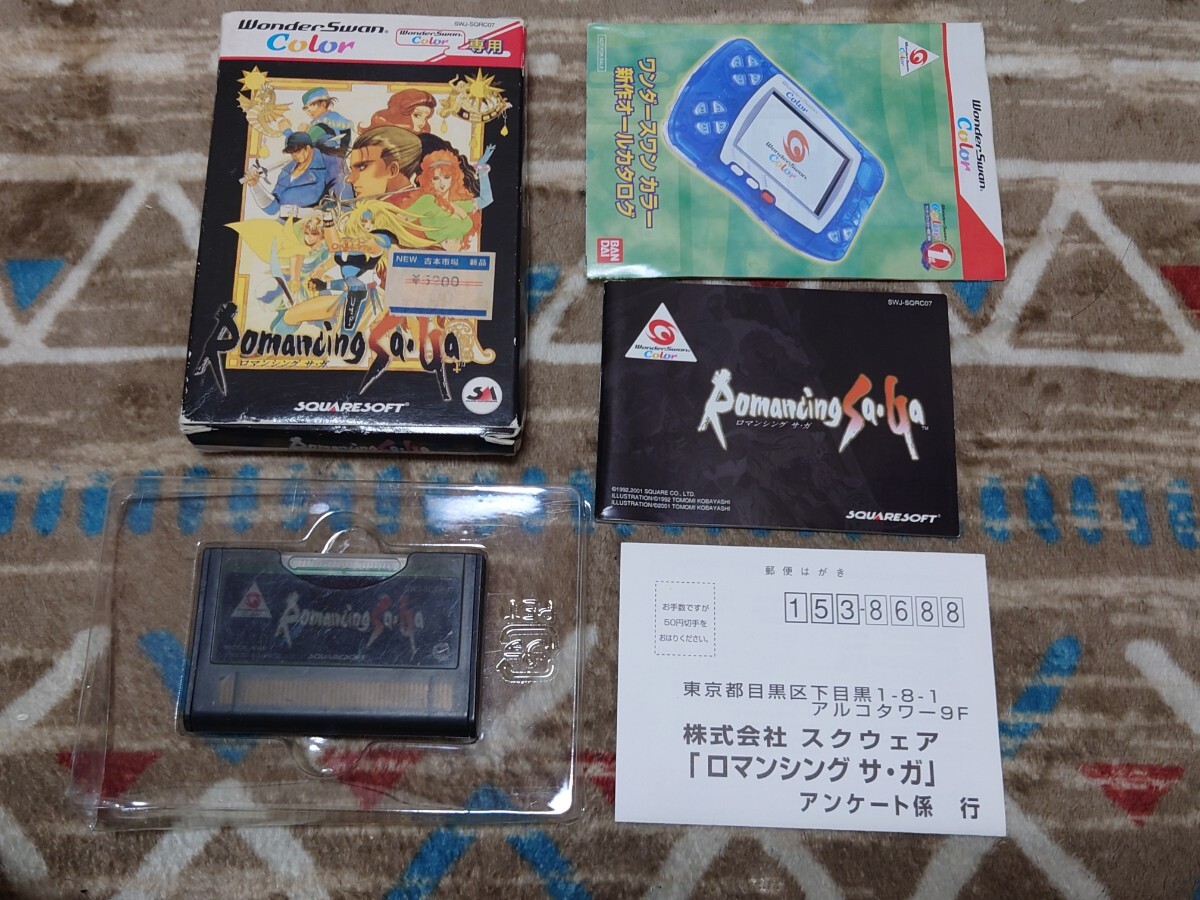 WonderSwan
Color
SWJ-SQRC07
WonderSwan
Color
専用
NEW 古本市場 新品
Romancing Sa·Ga
ロマンシング サ・ガ
SQUARESOFT
WonderSwan
Color
ワンダースワン カラー
新作オールカタログ
BAN
DAI
Color
WonderSwan
Color
WonderSwan
Color
SWJ-SQRC07
WonderSwan
Color
Romancing Sa·Ga™
ロマンシング サ・ガ
©1992,2001 SQUARE CO., LTD.
ILLUSTRATION/©1992 TOMOMI KOBAYASHI
ILLUSTRATION/©2001 TOMOMI KOBAYASHI
SQUARESOFT
Romancing Sa·Ga
SQUARESOFT
郵便はがき
お手数ですが
50円切手を
おはりください。
153-8688
東京都目黒区下目黒1-8-1
アルコタワー9F
株式会社 スクウェア
「ロマンシング サ・ガ」
アンケート係 行